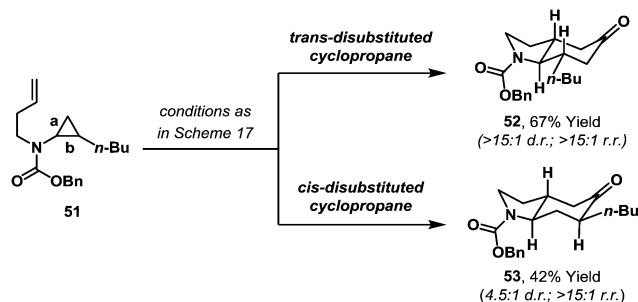 trans-disubstituted
cyclopropane
O
N
H
H
H
n-Bu
O
OBn
52, 67% Yield
(>15:1 d.r.; >15:1 r.r.)
a
b
N
n-Bu
O
OBn
51
conditions as
in Scheme 17
cis-disubstituted
cyclopropane
H
O
n-Bu
N
O
OBn
H
H
53, 42% Yield
(4.5:1 d.r.; >15:1 r.r.)